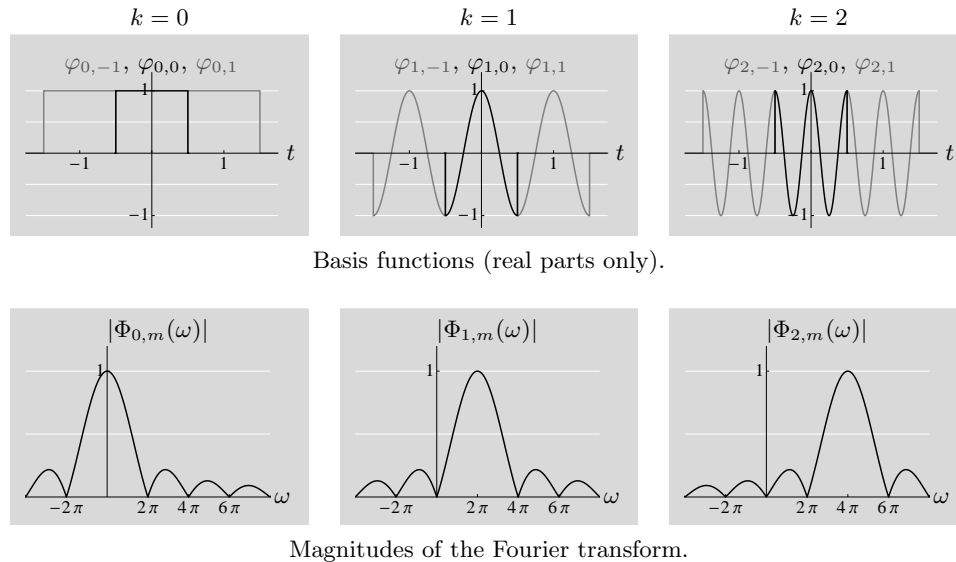 k = 0 k = 1 k = 2
φ0,−1, φ0,0, φ0,1 φ1,−1, φ1,0, φ1,1 φ2,−1, φ2,0, φ2,1
1 1 1
−1 1 t −1 1 t −1 1 t
−1 −1 −1
Basis functions (real parts only).
|Φ0,m(ω)| |Φ1,m(ω)| |Φ2,m(ω)|
1 1 1
ω ω ω
−2π 2π 4π 6π −2π 2π 4π 6π −2π 2π 4π 6π
Magnitudes of the Fourier transform.